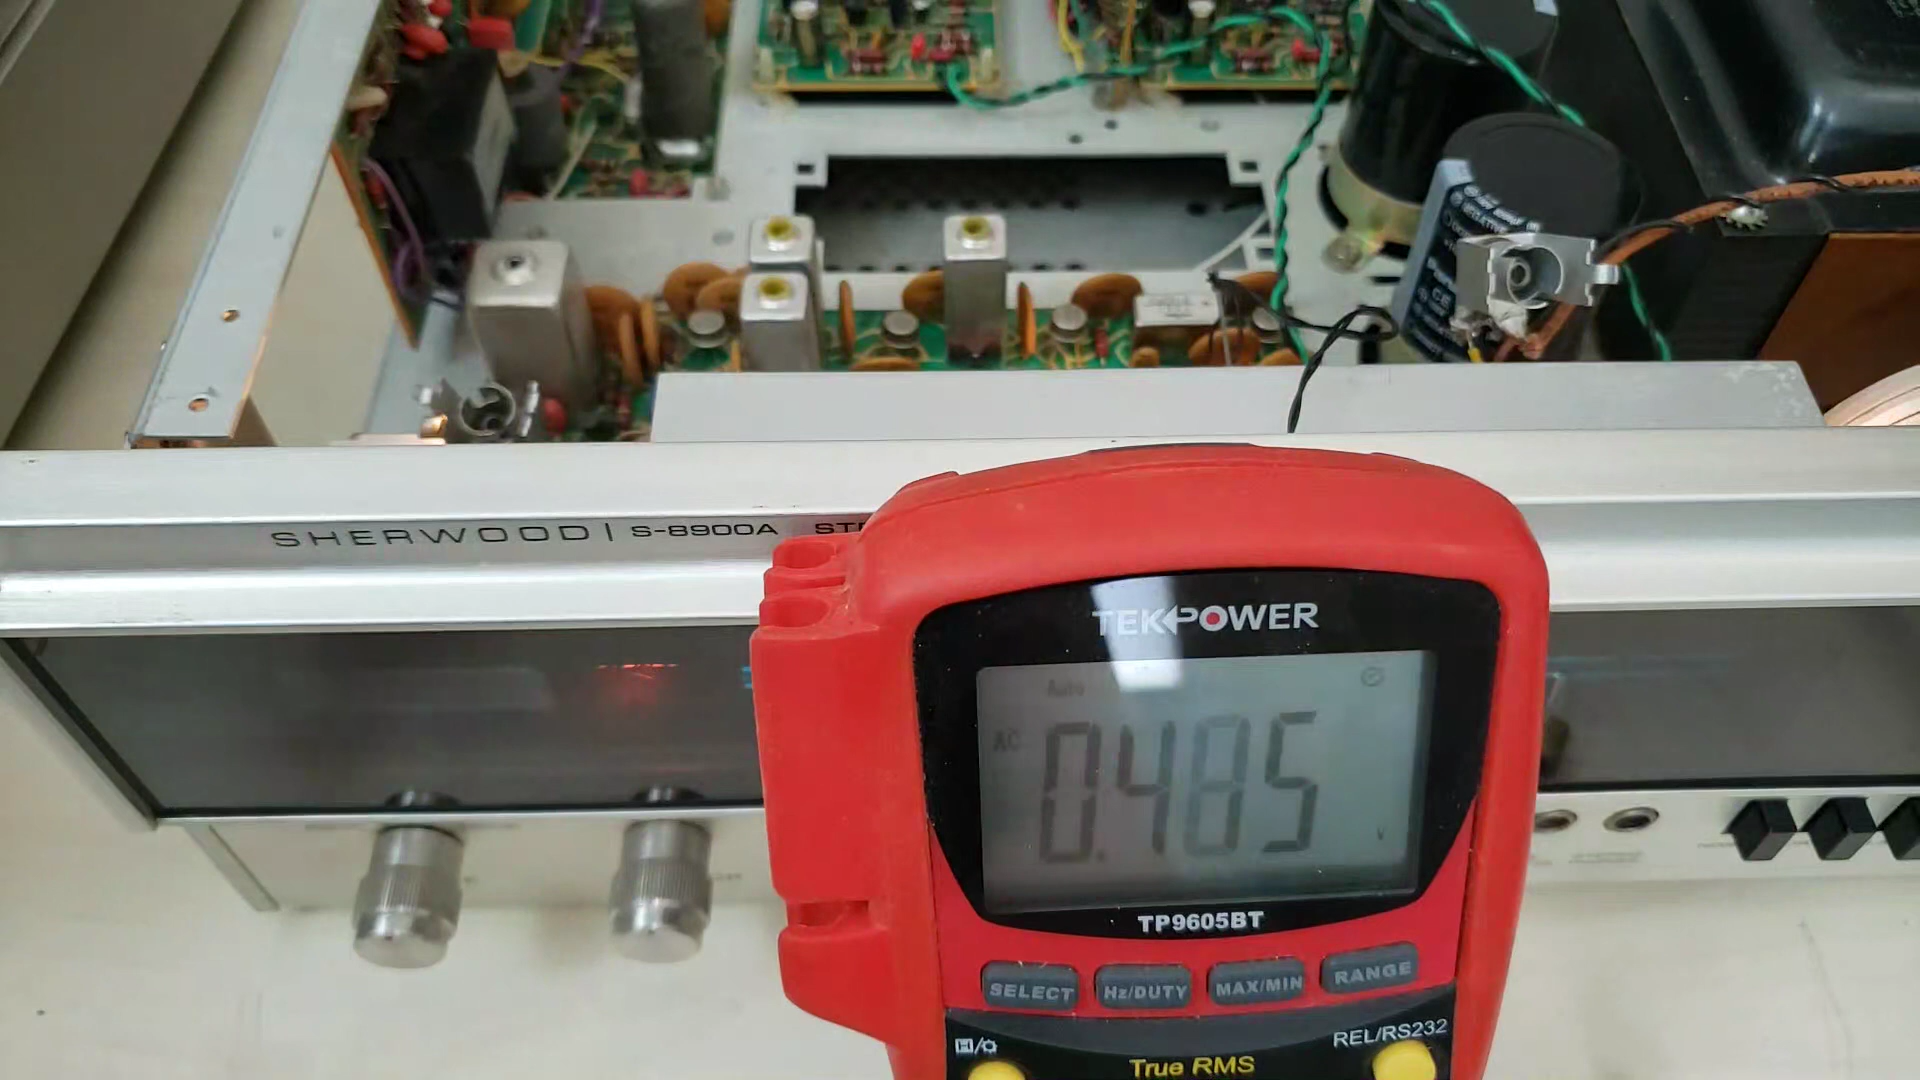 SHERWOOD | S-8900A
TEKPOWER
Auto
AC 0.485 V
TP9605BT
SELECT Hz/DUTY MAX/MIN RANGE
REL/RS232
True RMS